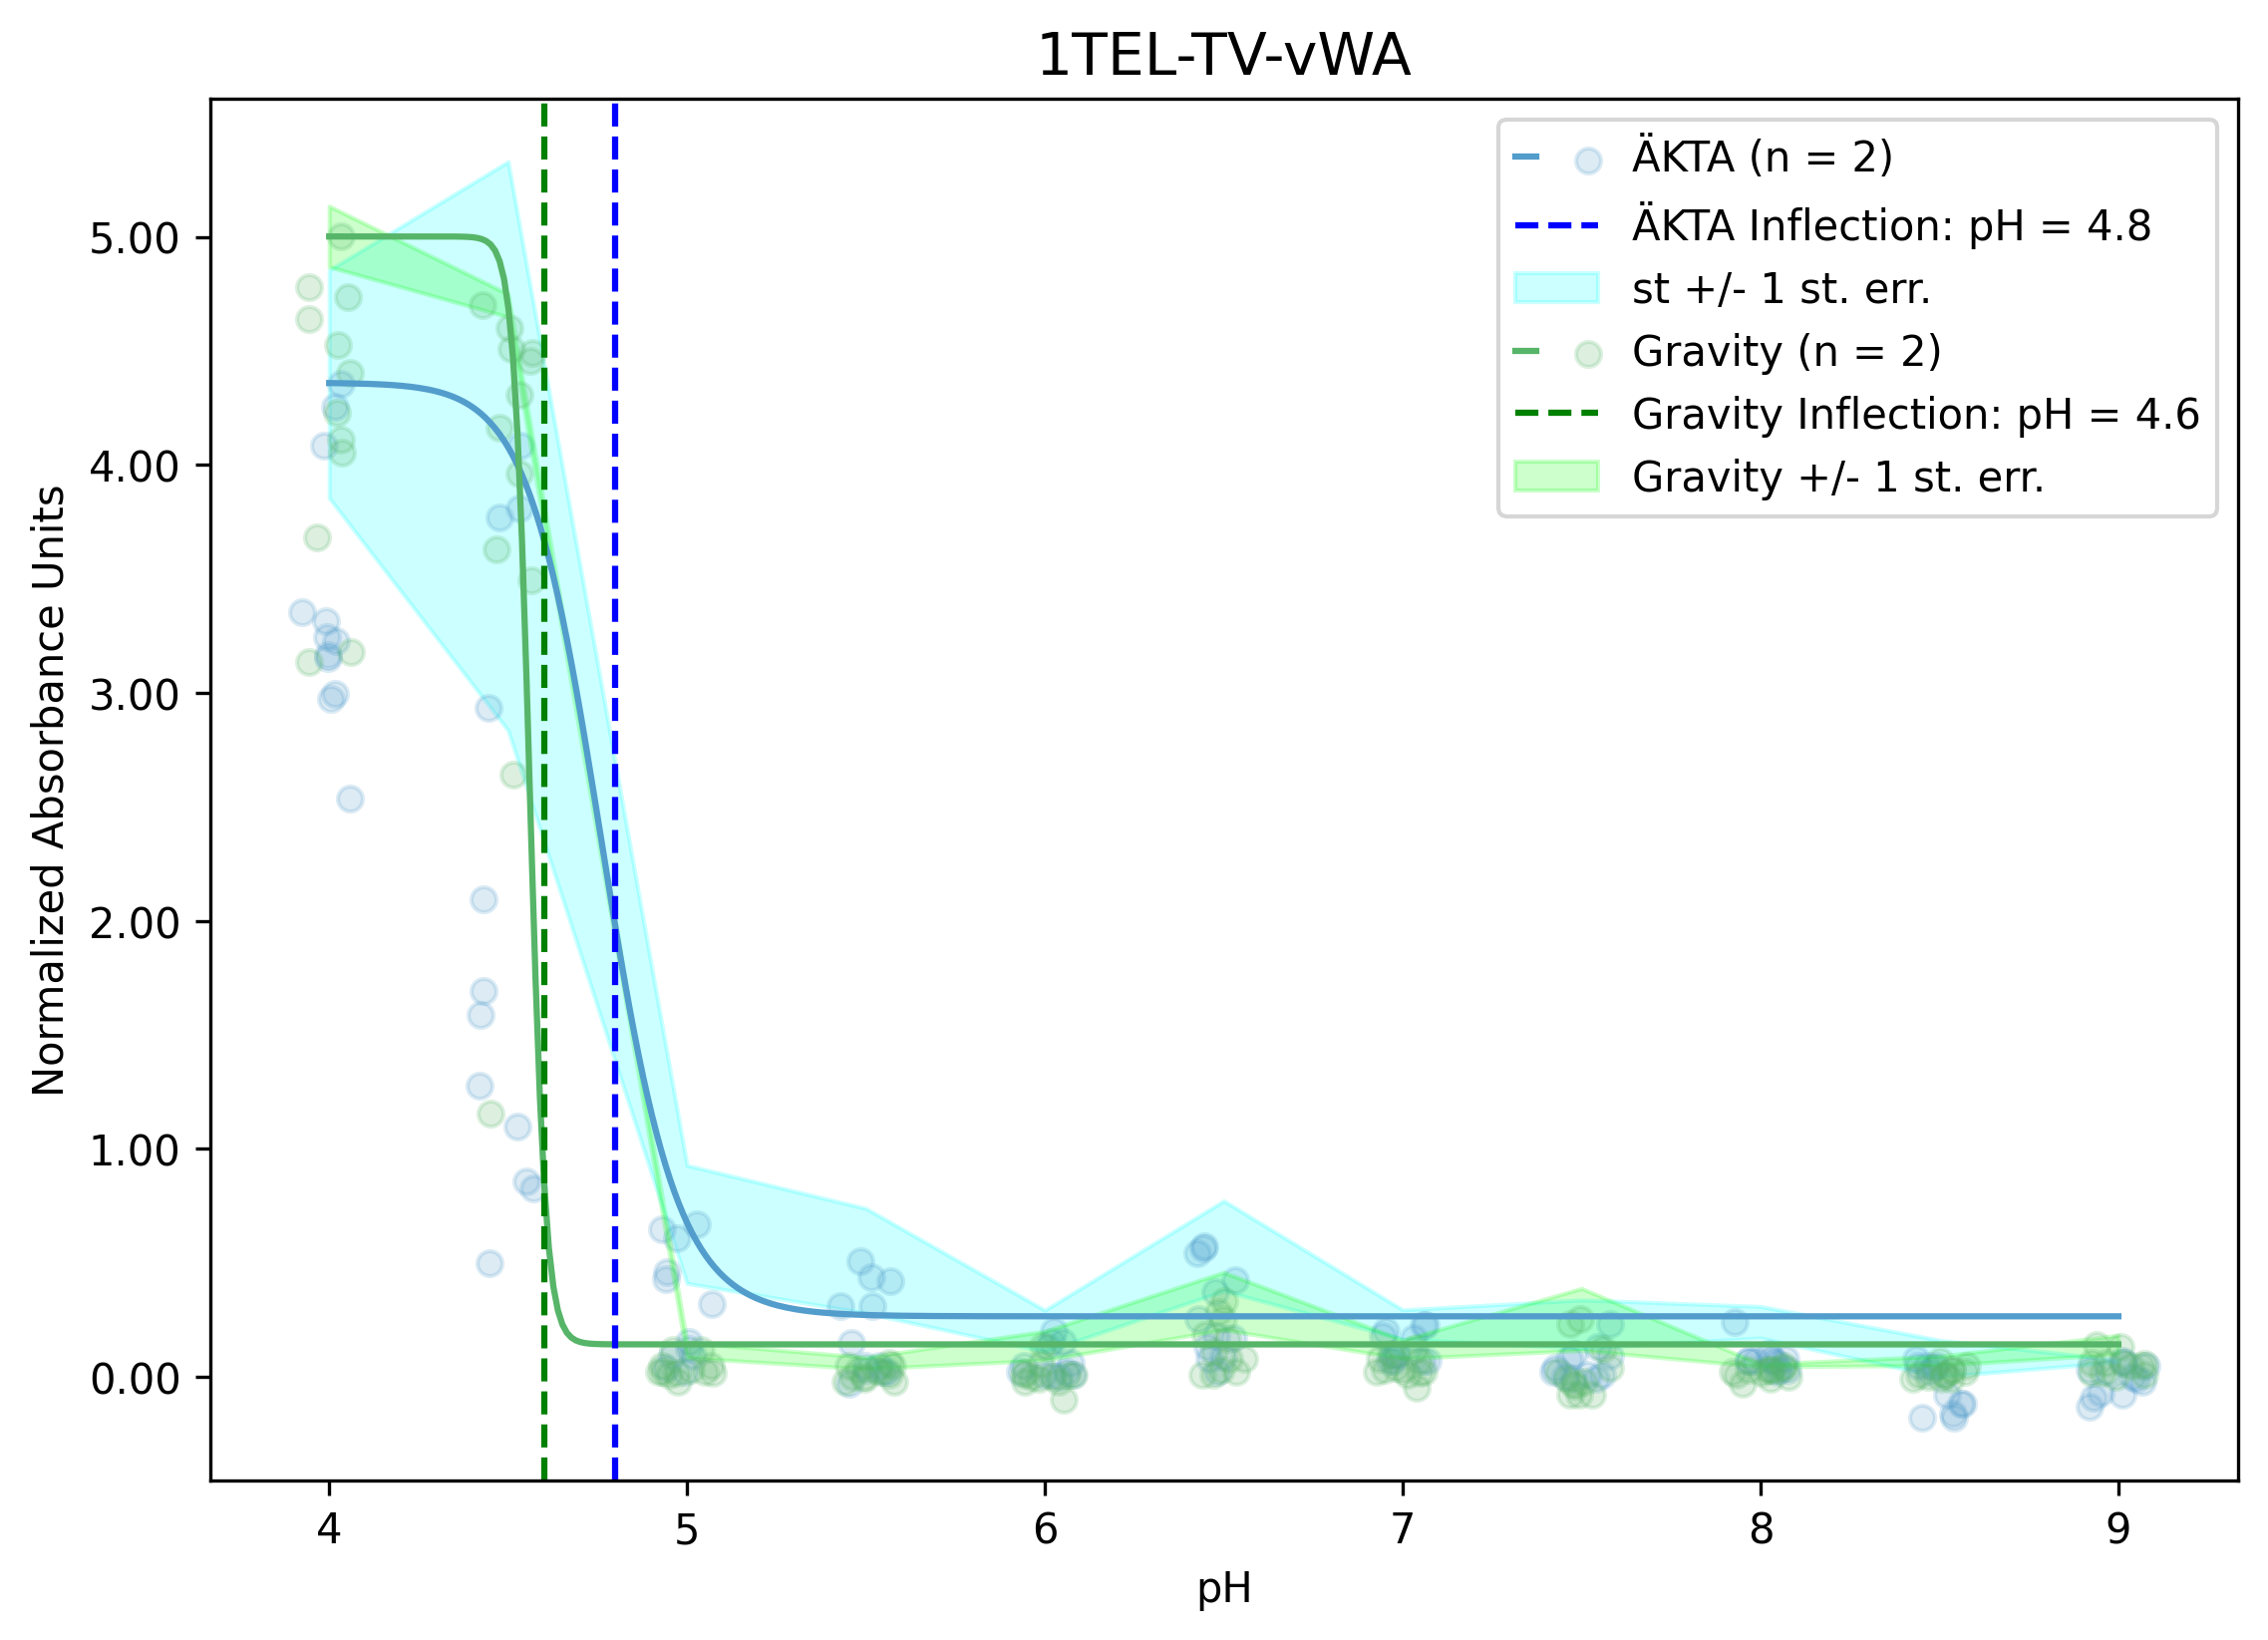 1TEL-TV-vWA
ÄKTA (n = 2)
ÄKTA Inflection: pH = 4.8
st +/- 1 st. err.
Gravity (n = 2)
Gravity Inflection: pH = 4.6
Gravity +/- 1 st. err.
Normalized Absorbance Units
5.00
4.00
3.00
2.00
1.00
0.00
4 5 6 7 8 9
pH